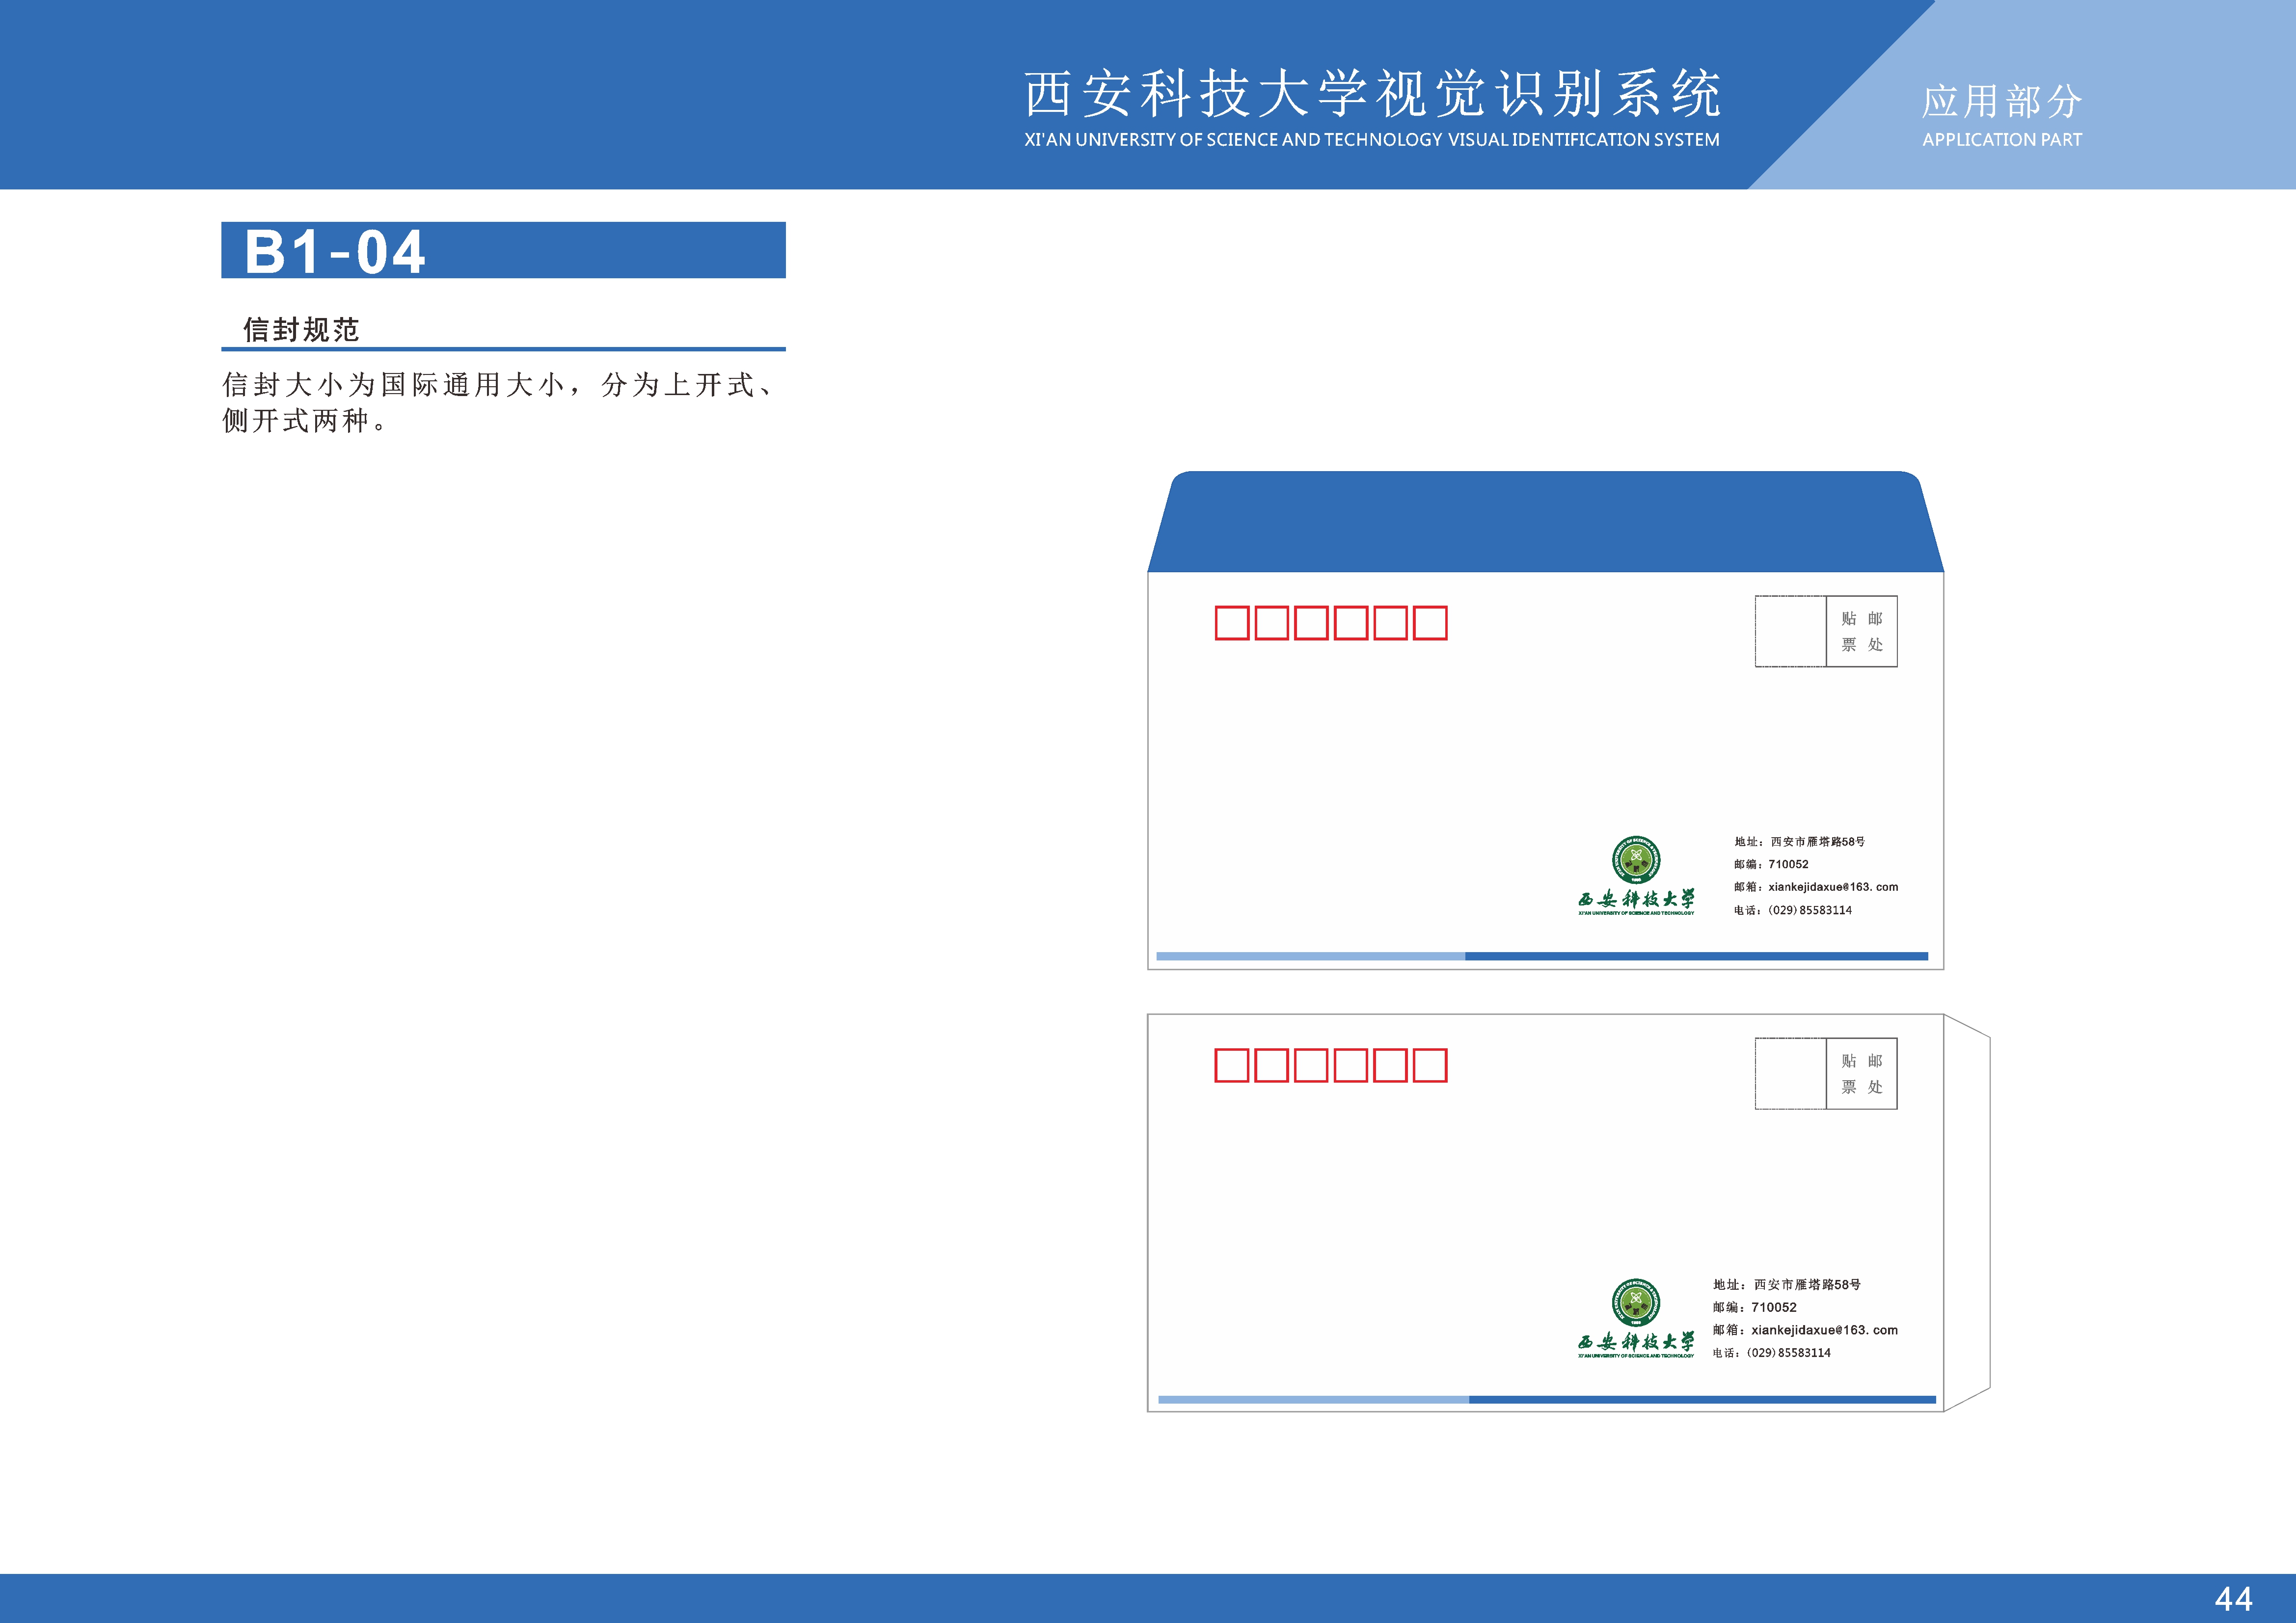 西安科技大学视觉识别系统
XI'AN UNIVERSITY OF SCIENCE AND TECHNOLOGY VISUAL IDENTIFICATION SYSTEM
应用部分
APPLICATION PART
B1-04
信封规范
信封大小为国际通用大小，分为上开式、
侧开式两种。
贴 邮
票 处
西安科技大学
XI'AN UNIVERSITY OF SCIENCE AND TECHNOLOGY
地址：西安市雁塔路58号
邮编：710052
邮箱：xiankejidaxue@163.com
电话：(029)85583114
贴 邮
票 处
西安科技大学
XI'AN UNIVERSITY OF SCIENCE AND TECHNOLOGY
地址：西安市雁塔路58号
邮编：710052
邮箱：xiankejidaxue@163.com
电话：(029)85583114
44